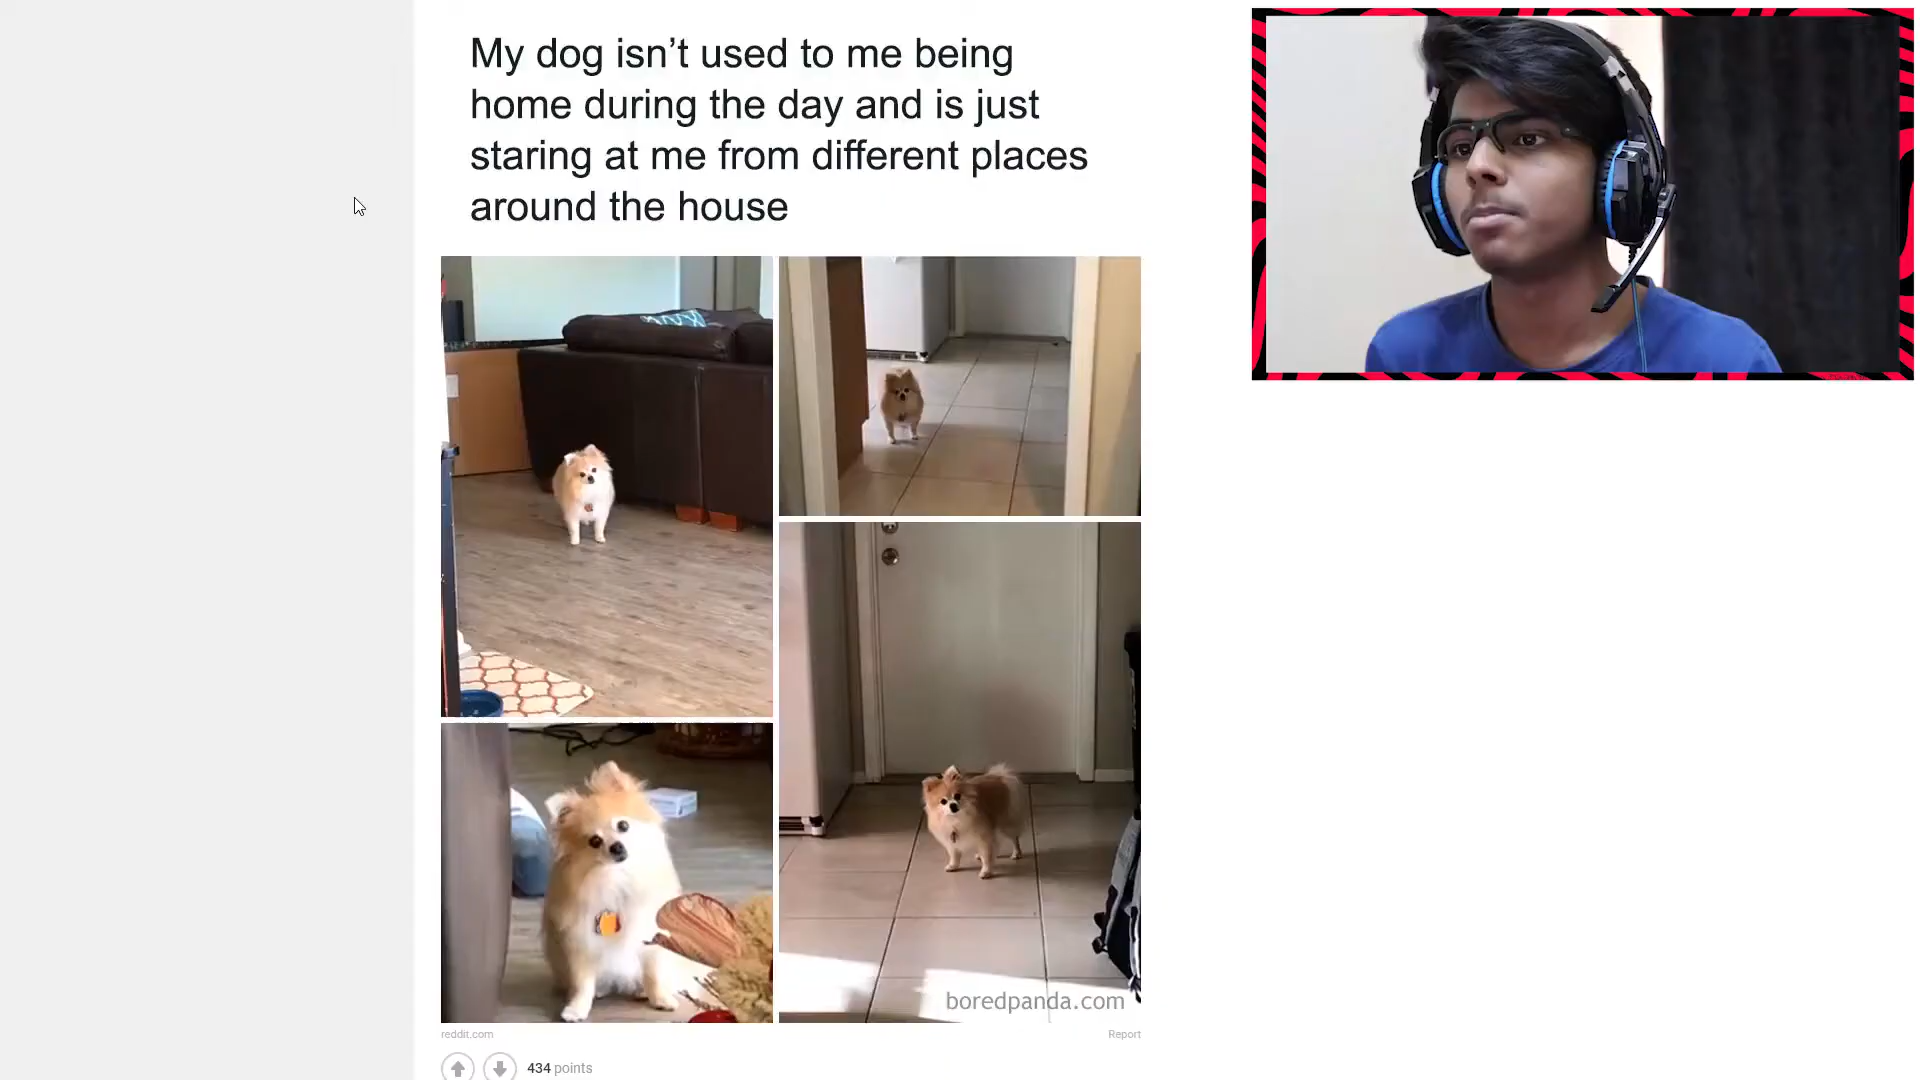 My dog isn’t used to me being
home during the day and is just
staring at me from different places
around the house
boredpanda.com
reddit.com
Report
434 points